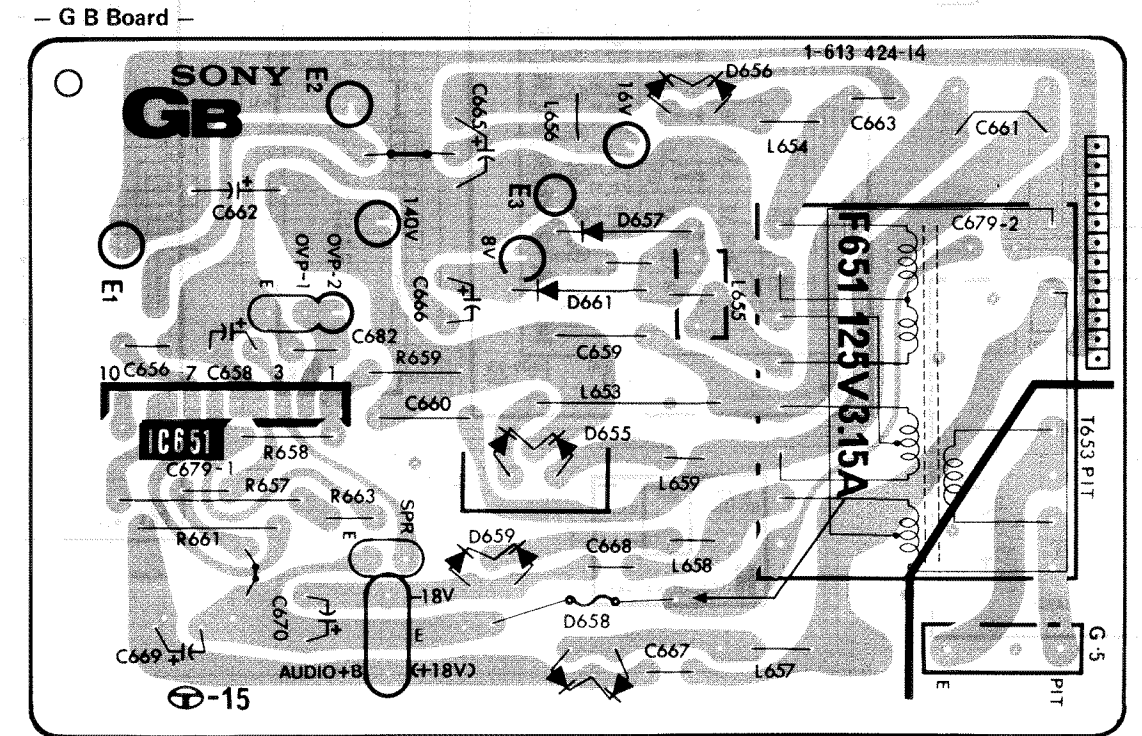 – G B Board –
1-613 424-14
SONY
GB
E2
C665
+
L656
16V
D656
L654
C663
C661
C662
+
140V
E3
D657
C679-2
E1
E
OVP-1
OVP-2
8V
C666
+
D661
L655
F651 125V 3.15A
C682
+
R659
C659
10
C656
7
C658
3
1
C660
L653
IC651
R658
D655
C679-1
R657
L659
R663
R661
SPR
E
D659
C668
L658
T653 PIT
-18V
E
AUDIO+B
(+18V)
C670
+
D658
C669
+
C667
L657
G-5
E
PIT
T-15